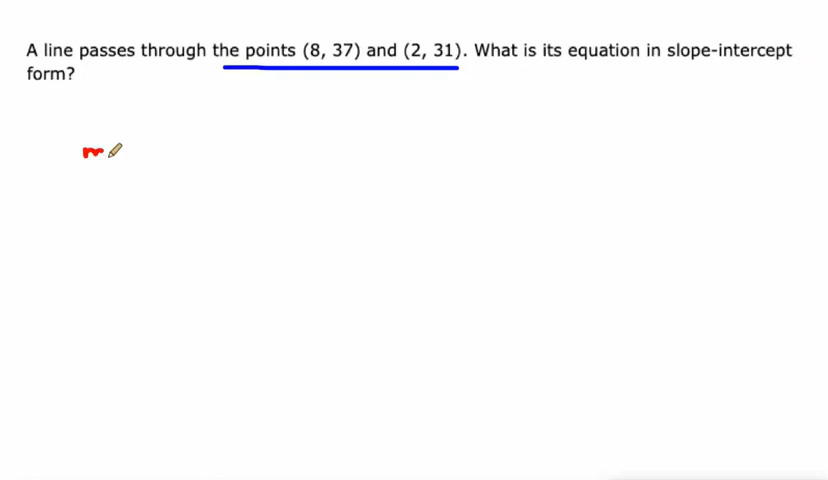 A line passes through the points (8, 37) and (2, 31). What is its equation in slope-intercept
form?
m